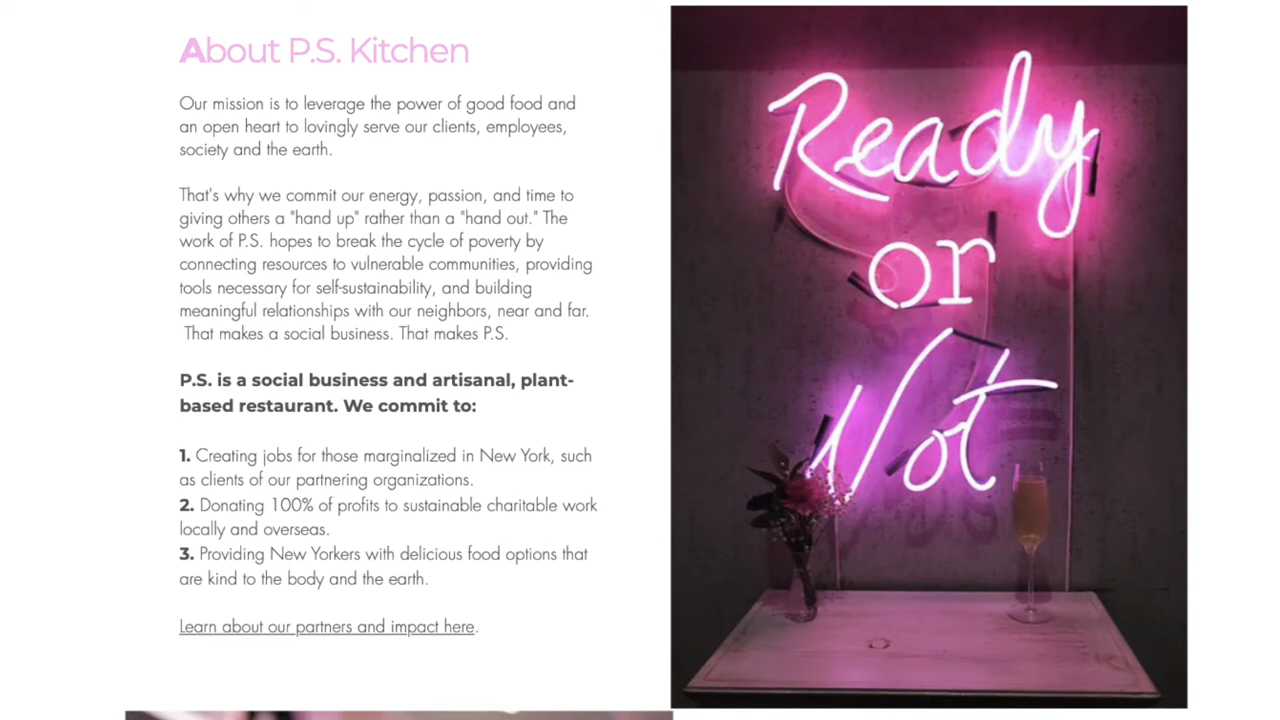 About P.S. Kitchen
Our mission is to leverage the power of good food and
an open heart to lovingly serve our clients, employees,
society and the earth.
That's why we commit our energy, passion, and time to
giving others a "hand up" rather than a "hand out." The
work of P.S. hopes to break the cycle of poverty by
connecting resources to vulnerable communities, providing
tools necessary for self-sustainability, and building
meaningful relationships with our neighbors, near and far.
That makes a social business. That makes P.S.
P.S. is a social business and artisanal, plant-
based restaurant. We commit to:
1. Creating jobs for those marginalized in New York, such
as clients of our partnering organizations.
2. Donating 100% of profits to sustainable charitable work
locally and overseas.
3. Providing New Yorkers with delicious food options that
are kind to the body and the earth.
Learn about our partners and impact here.
Ready
or
Not